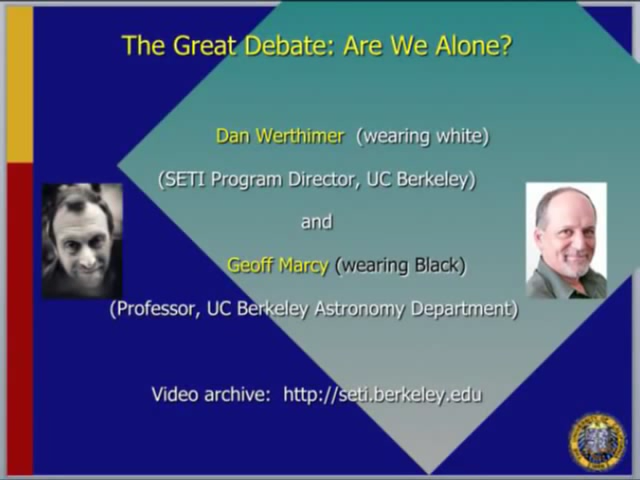 The Great Debate: Are We Alone?
Dan Werthimer (wearing white)
(SETI Program Director, UC Berkeley)
and
Geoff Marcy (wearing Black)
(Professor, UC Berkeley Astronomy Department)
Video archive: http://seti.berkeley.edu